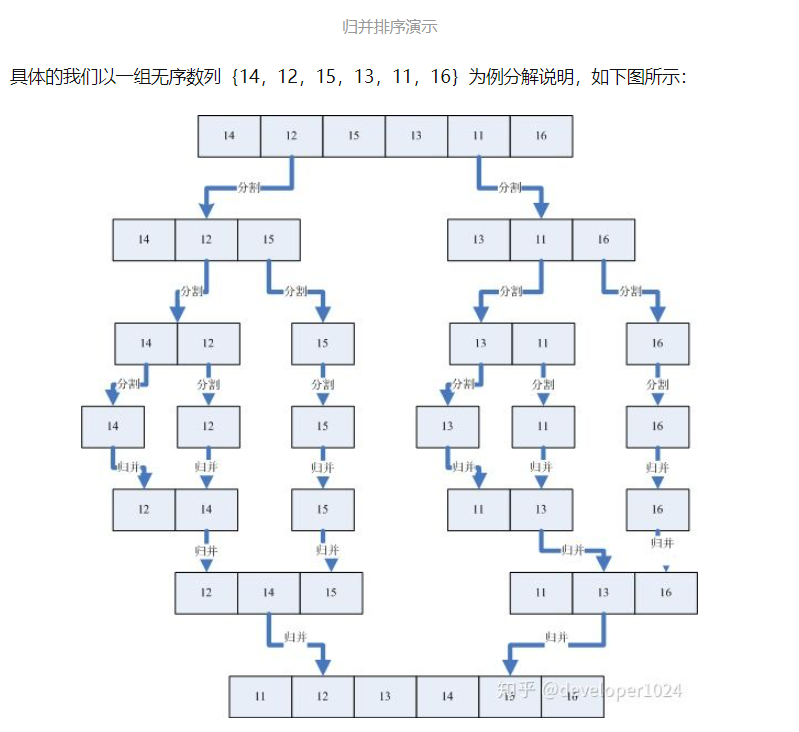 归并排序演示
具体的我们以一组无序数列{14，12，15，13，11，16}为例分解说明，如下图所示：
14 12 15 13 11 16
分割 分割
14 12 15 13 11 16
分割 分割 分割 分割
14 12 15 13 11 16
分割 分割 分割 分割 分割 分割
14 12 15 13 11 16
归并 归并 归并 归并 归并 归并
12 14 15 11 13 16
归并 归并 归并 归并
12 14 15 11 13 16
归并 归并
11 12 13 14 15 16
知乎 @developer1024